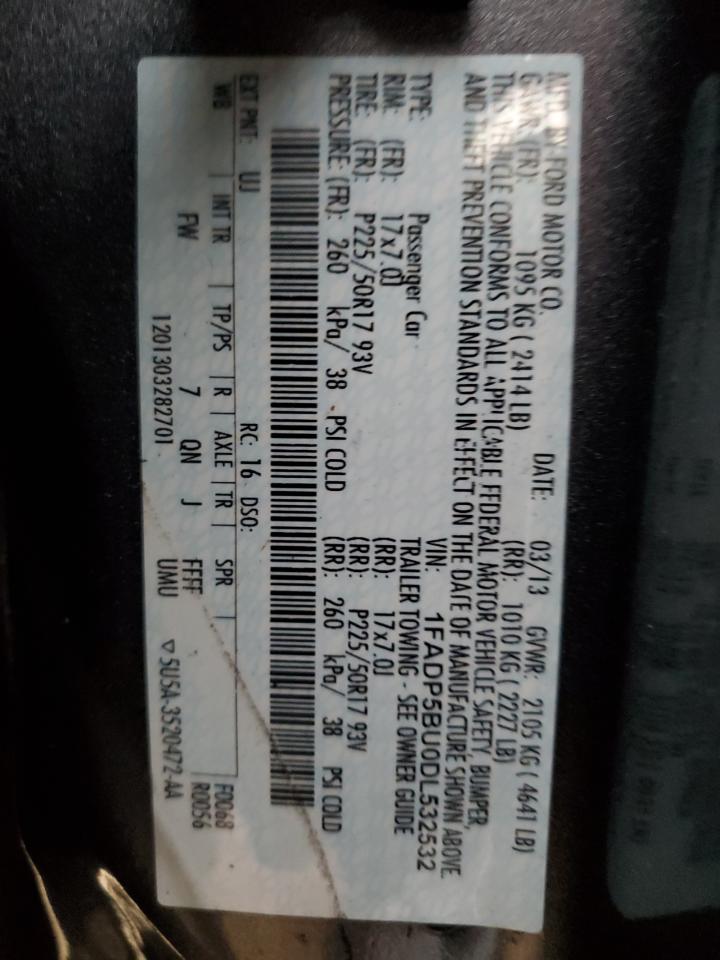 MFD. BY FORD MOTOR CO.
DATE: 03/13 GVWR: 2105 KG ( 4641 LB)
GAWR: (FR): 1095 KG ( 2414 LB) (RR): 1010 KG ( 2227 LB)
THIS VEHICLE CONFORMS TO ALL APPLICABLE FEDERAL MOTOR VEHICLE SAFETY, BUMPER,
AND THEFT PREVENTION STANDARDS IN EFFECT ON THE DATE OF MANUFACTURE SHOWN ABOVE.
VIN: 1FADP5BU0DL532532
TYPE: Passenger Car TRAILER TOWING - SEE OWNER GUIDE
RIM: (FR): 17x7.0J (RR): 17x7.0J
TIRE: (FR): P225/50R17 93V (RR): P225/50R17 93V
PRESSURE: (FR): 260 kPa/ 38 PSI COLD (RR): 260 kPa/ 38 PSI COLD
EXT PNT: UJ RC: 16 DSO: F0068
WB | INT TR | TP/PS | R | AXLE | TR | SPR | R0056
FW 7 QN J FFFF
1201303282701 UMU ▽5U5A-3520472-AA